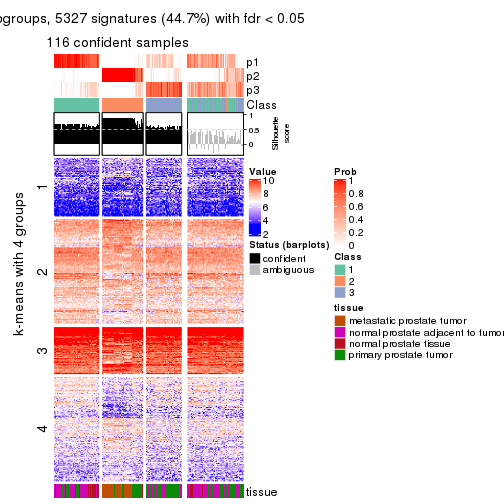 ogroups, 5327 signatures (44.7%) with fdr < 0.05
116 confident samples
p1
p2
p3
Class
1
0.5
0
Silhouette
score
k-means with 4 groups
1
2
3
4
tissue
Value
10
8
6
4
2
Status (barplots)
confident
ambiguous
Prob
1
0.8
0.6
0.4
0.2
0
Class
1
2
3
tissue
metastatic prostate tumor
normal prostate adjacent to tumor
normal prostate tissue
primary prostate tumor